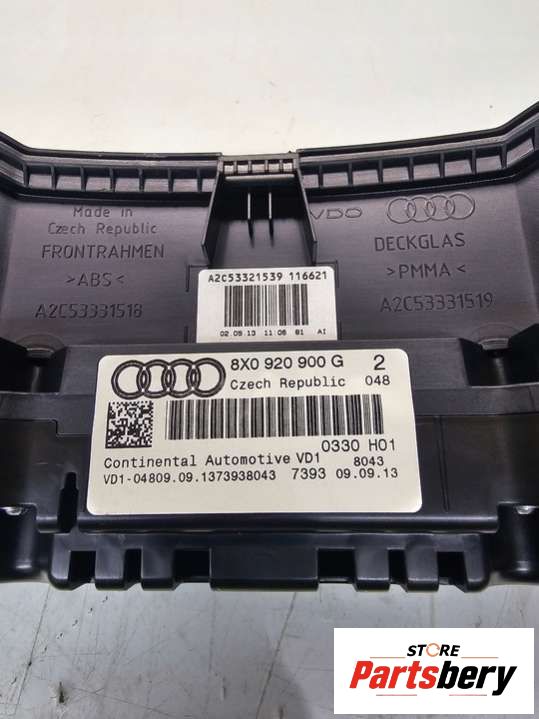 Made in
Czech Republic
FRONTRAHMEN
>ABS<
A2C53331518
VDO
DECKGLAS
>PMMA<
A2C53331519
A2C53321539 116621
02.05.13 11:06 81 AI
8X0 920 900 G 2
Czech Republic 048
0330 H01
Continental Automotive VD1 8043
VD1-04809.09.1373938043 7393 09.09.13
STORE
Partsbery